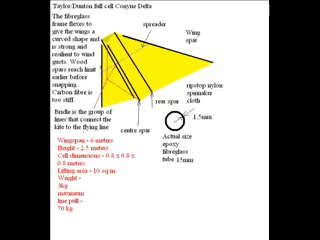 Taylor/Dunton full cell Conyne Delta
The fibreglass
frame flexes to
give the wings a
curved shape and
is strong and
resilient to wind
gusts. Wood
spars reach limit
earlier before
snapping.
Carbon fibre is
too stiff.
spreader
Wing
spar
rear spar
ripstop nylon
spinnaker
cloth
Bridle is the group of
lines that connect the
kite to the flying line
centre spar
1.5mm
Actual size
epoxy
fibreglass
tube 15mm
Wingspan - 6 meters
Height - 2.5 meters
Cell dimensions - 0.8 x 0.8 x
0.8 meters
Lifting area - 10 sq m
Weight -
3kg
maximum
line pull -
70 kg